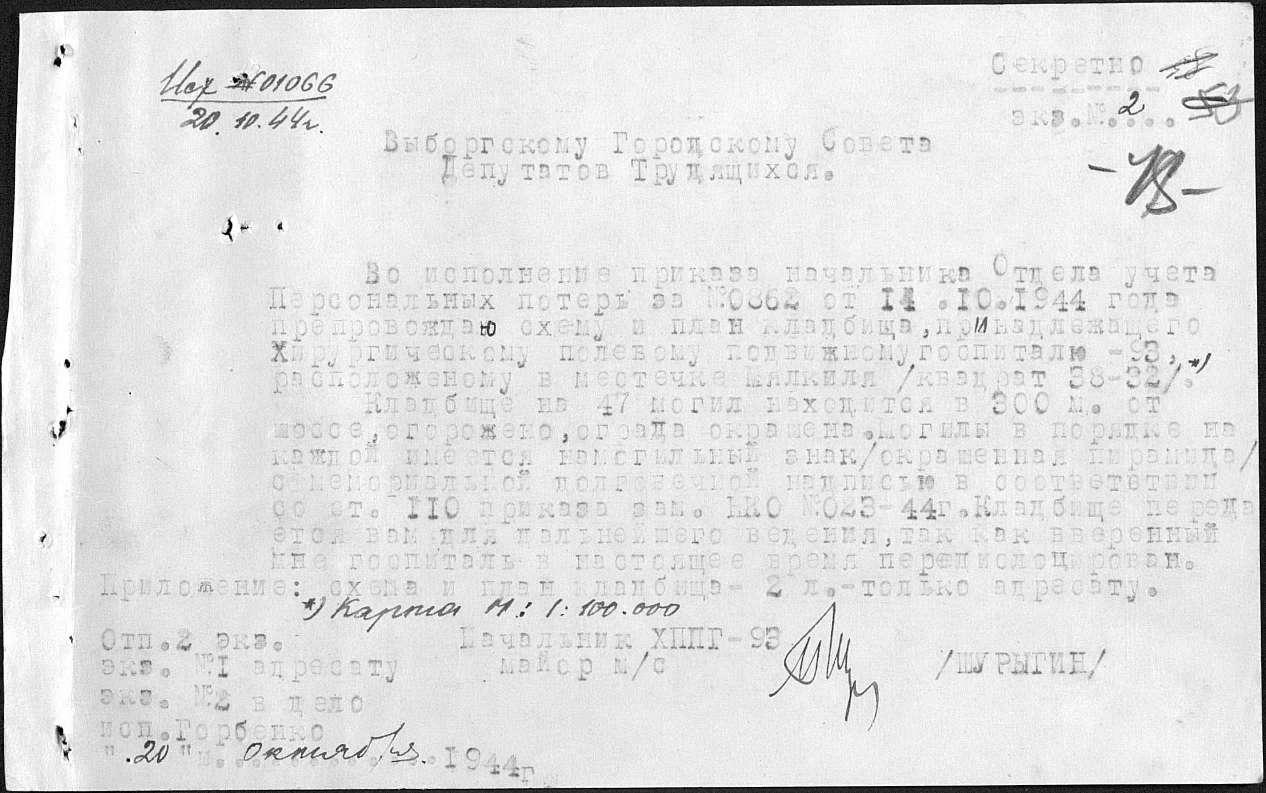 Исх №01066
20.10.44г.
Секретно
экз.№ 2
Выборгскому Городскому Совета
Депутатов Трудящихся.
Во исполнение приказа начальника Отдела учета
Персональных потерь за №0862 от 14.10.1944 года
препровождаю схему и план кладбища,принадлежащего
Хирургическому полевому подвижномугоспиталю -93,
расположеному в местечке Мялкиля /квадрат 38-32/.*)
Кладбище на 47 могил находится в 300 м. от
шоссе,огорожено,ограда окрашена.Могилы в порядке на
каждой имеется намогильный знак/окрашенная пирамида/
с мемориальной долговечной надписью в соответствии
со ст. 110 приказа зам. НКО №023-44г.Кладбище переда
ется вам для дальнейшего ведения,так как вверенный
мне госпиталь в настоящее время передислоцирован.
Приложение: схема и план кладбища- 2 л.-только адресату.
*) Карта М: 1:100.000
Отп.2 экз.
Начальник ХППГ-93
экз. №1 адресату
майор м/с /ШУРЫГИН/
экз. №2 в дело
исп.Горбенко
".20" октября.1944г